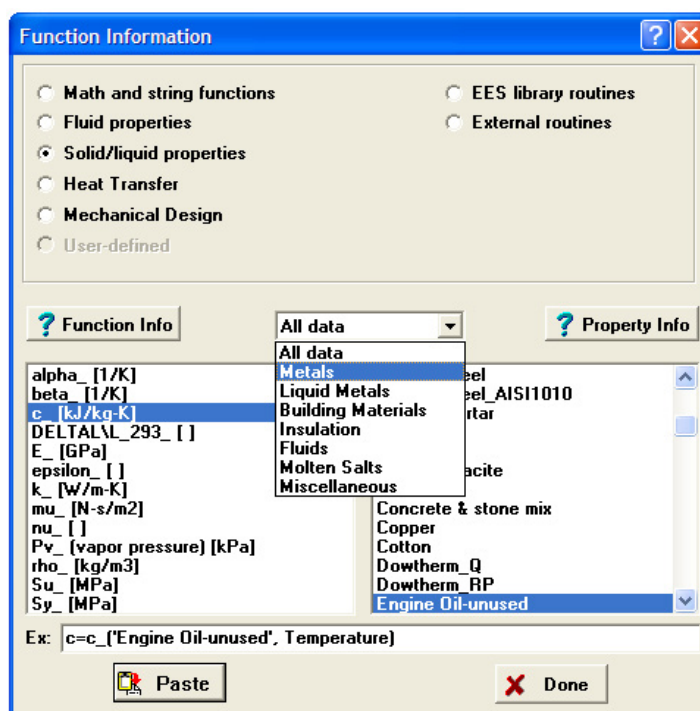 Function Information
Math and string functions
EES library routines
Fluid properties
External routines
Solid/liquid properties
Heat Transfer
Mechanical Design
User-defined
Function Info
All data
Property Info
All data
Metals
Liquid Metals
Building Materials
Insulation
Fluids
Molten Salts
Miscellaneous
alpha_ [1/K]
beta_ [1/K]
c_ [kJ/kg-K]
DELTAL\L_293_ [ ]
E_ [GPa]
epsilon_ [ ]
k_ [W/m-K]
mu_ [N-s/m2]
nu_ [ ]
Pv_ (vapor pressure) [kPa]
rho_ [kg/m3]
Su_ [MPa]
Sy_ [MPa]
eel
eel_AISI1010
rtar
acite
Concrete & stone mix
Copper
Cotton
Dowtherm_Q
Dowtherm_RP
Engine Oil-unused
Ex: c=c_('Engine Oil-unused', Temperature)
Paste
Done